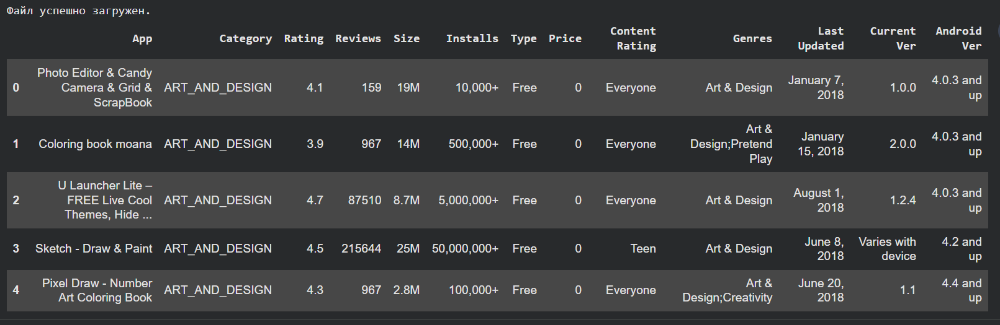 Файл успешно загружен.
App Category Rating Reviews Size Installs Type Price Content Rating Genres Last Updated Current Ver Android Ver
0 Photo Editor & Candy Camera & Grid & ScrapBook ART_AND_DESIGN 4.1 159 19M 10,000+ Free 0 Everyone Art & Design January 7, 2018 1.0.0 4.0.3 and up
1 Coloring book moana ART_AND_DESIGN 3.9 967 14M 500,000+ Free 0 Everyone Art & Design;Pretend Play January 15, 2018 2.0.0 4.0.3 and up
2 U Launcher Lite – FREE Live Cool Themes, Hide ... ART_AND_DESIGN 4.7 87510 8.7M 5,000,000+ Free 0 Everyone Art & Design August 1, 2018 1.2.4 4.0.3 and up
3 Sketch - Draw & Paint ART_AND_DESIGN 4.5 215644 25M 50,000,000+ Free 0 Teen Art & Design June 8, 2018 Varies with device 4.2 and up
4 Pixel Draw - Number Art Coloring Book ART_AND_DESIGN 4.3 967 2.8M 100,000+ Free 0 Everyone Art & Design;Creativity June 20, 2018 1.1 4.4 and up